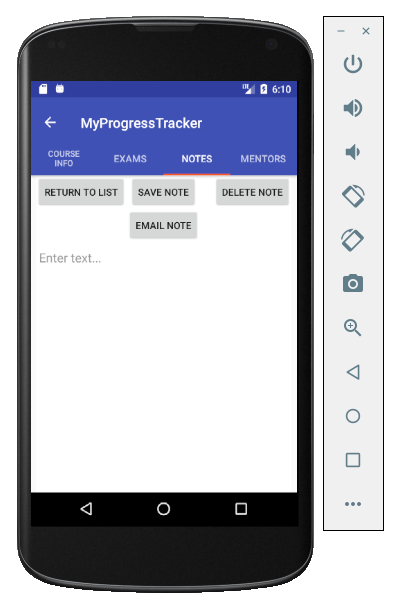 LTE 6:10
MyProgressTracker
COURSE INFO EXAMS NOTES MENTORS
RETURN TO LIST SAVE NOTE DELETE NOTE
EMAIL NOTE
Enter text...